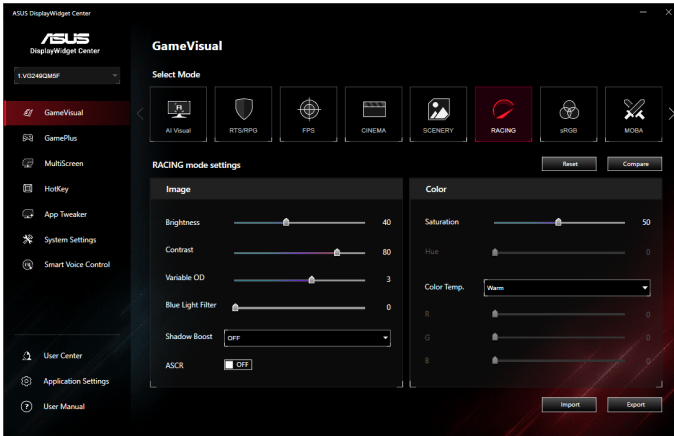 ASUS DisplayWidget Center
ASUS
DisplayWidget Center
1.VG249QM5F
GameVisual
GamePlus
MultiScreen
HotKey
App Tweaker
System Settings
Smart Voice Control
User Center
Application Settings
User Manual
GameVisual
Select Mode
AI Visual
RTS/RPG
FPS
CINEMA
SCENERY
RACING
sRGB
MOBA
RACING mode settings
Reset
Compare
Image
Brightness 40
Contrast 80
Variable OD 3
Blue Light Filter 0
Shadow Boost OFF
ASCR OFF
Color
Saturation 50
Hue 0
Color Temp. Warm
R 0
G 0
B 0
Import
Export